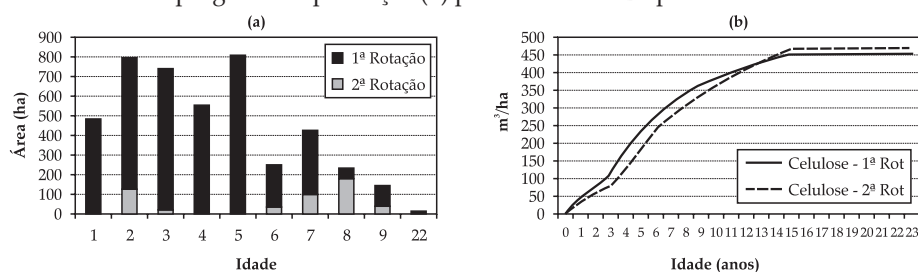 (a)
900
800
700
600
500
400
300
200
100
0
Área (ha)
1ª Rotação
2ª Rotação
1 2 3 4 5 6 7 8 9 22
Idade
(b)
500
450
400
350
300
250
200
150
100
50
0
m³/ha
Celulose - 1ª Rot
Celulose - 2ª Rot
0 1 2 3 4 5 6 7 8 9 10 11 12 13 14 15 16 17 18 19 20 21 22 23
Idade (anos)